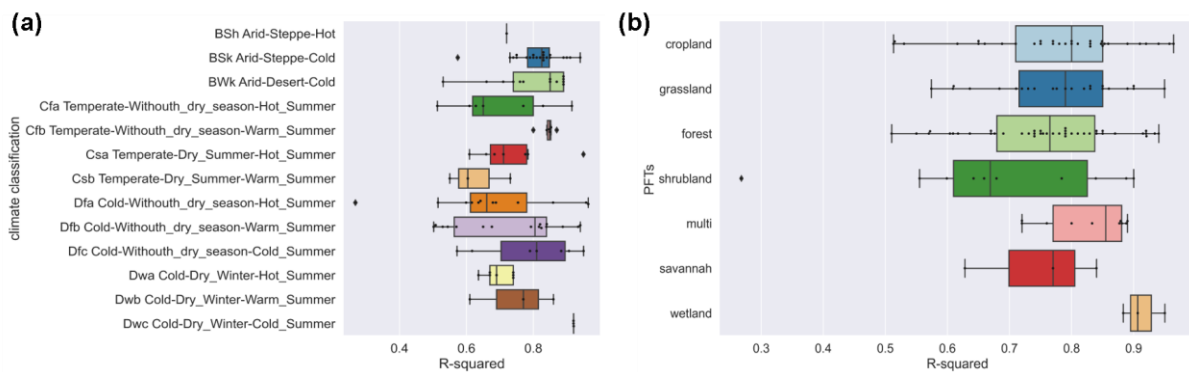 (a)
climate classification
BSh Arid-Steppe-Hot
BSk Arid-Steppe-Cold
BWk Arid-Desert-Cold
Cfa Temperate-Withouth_dry_season-Hot_Summer
Cfb Temperate-Withouth_dry_season-Warm_Summer
Csa Temperate-Dry_Summer-Hot_Summer
Csb Temperate-Dry_Summer-Warm_Summer
Dfa Cold-Withouth_dry_season-Hot_Summer
Dfb Cold-Withouth_dry_season-Warm_Summer
Dfc Cold-Withouth_dry_season-Cold_Summer
Dwa Cold-Dry_Winter-Hot_Summer
Dwb Cold-Dry_Winter-Warm_Summer
Dwc Cold-Dry_Winter-Cold_Summer
0.4 0.6 0.8
R-squared
(b)
PFTs
cropland
grassland
forest
shrubland
multi
savannah
wetland
0.3 0.4 0.5 0.6 0.7 0.8 0.9
R-squared